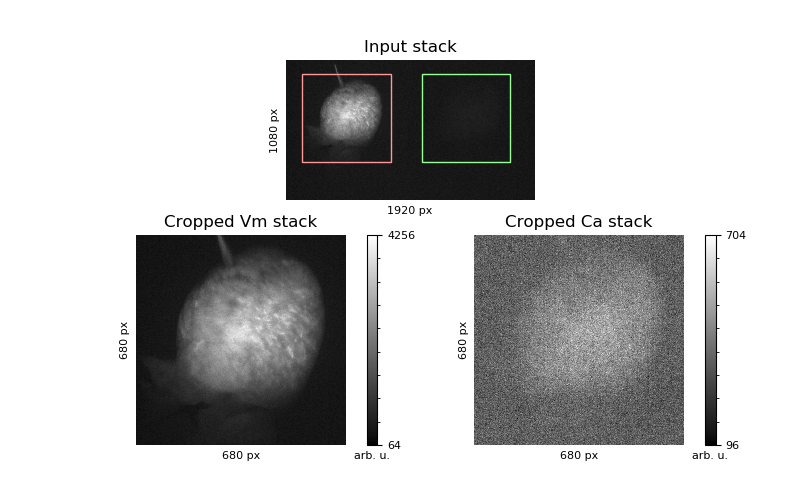 Input stack
1080 px
1920 px
Cropped Vm stack
Cropped Ca stack
4256
704
680 px
680 px
64
96
680 px
arb. u.
680 px
arb. u.